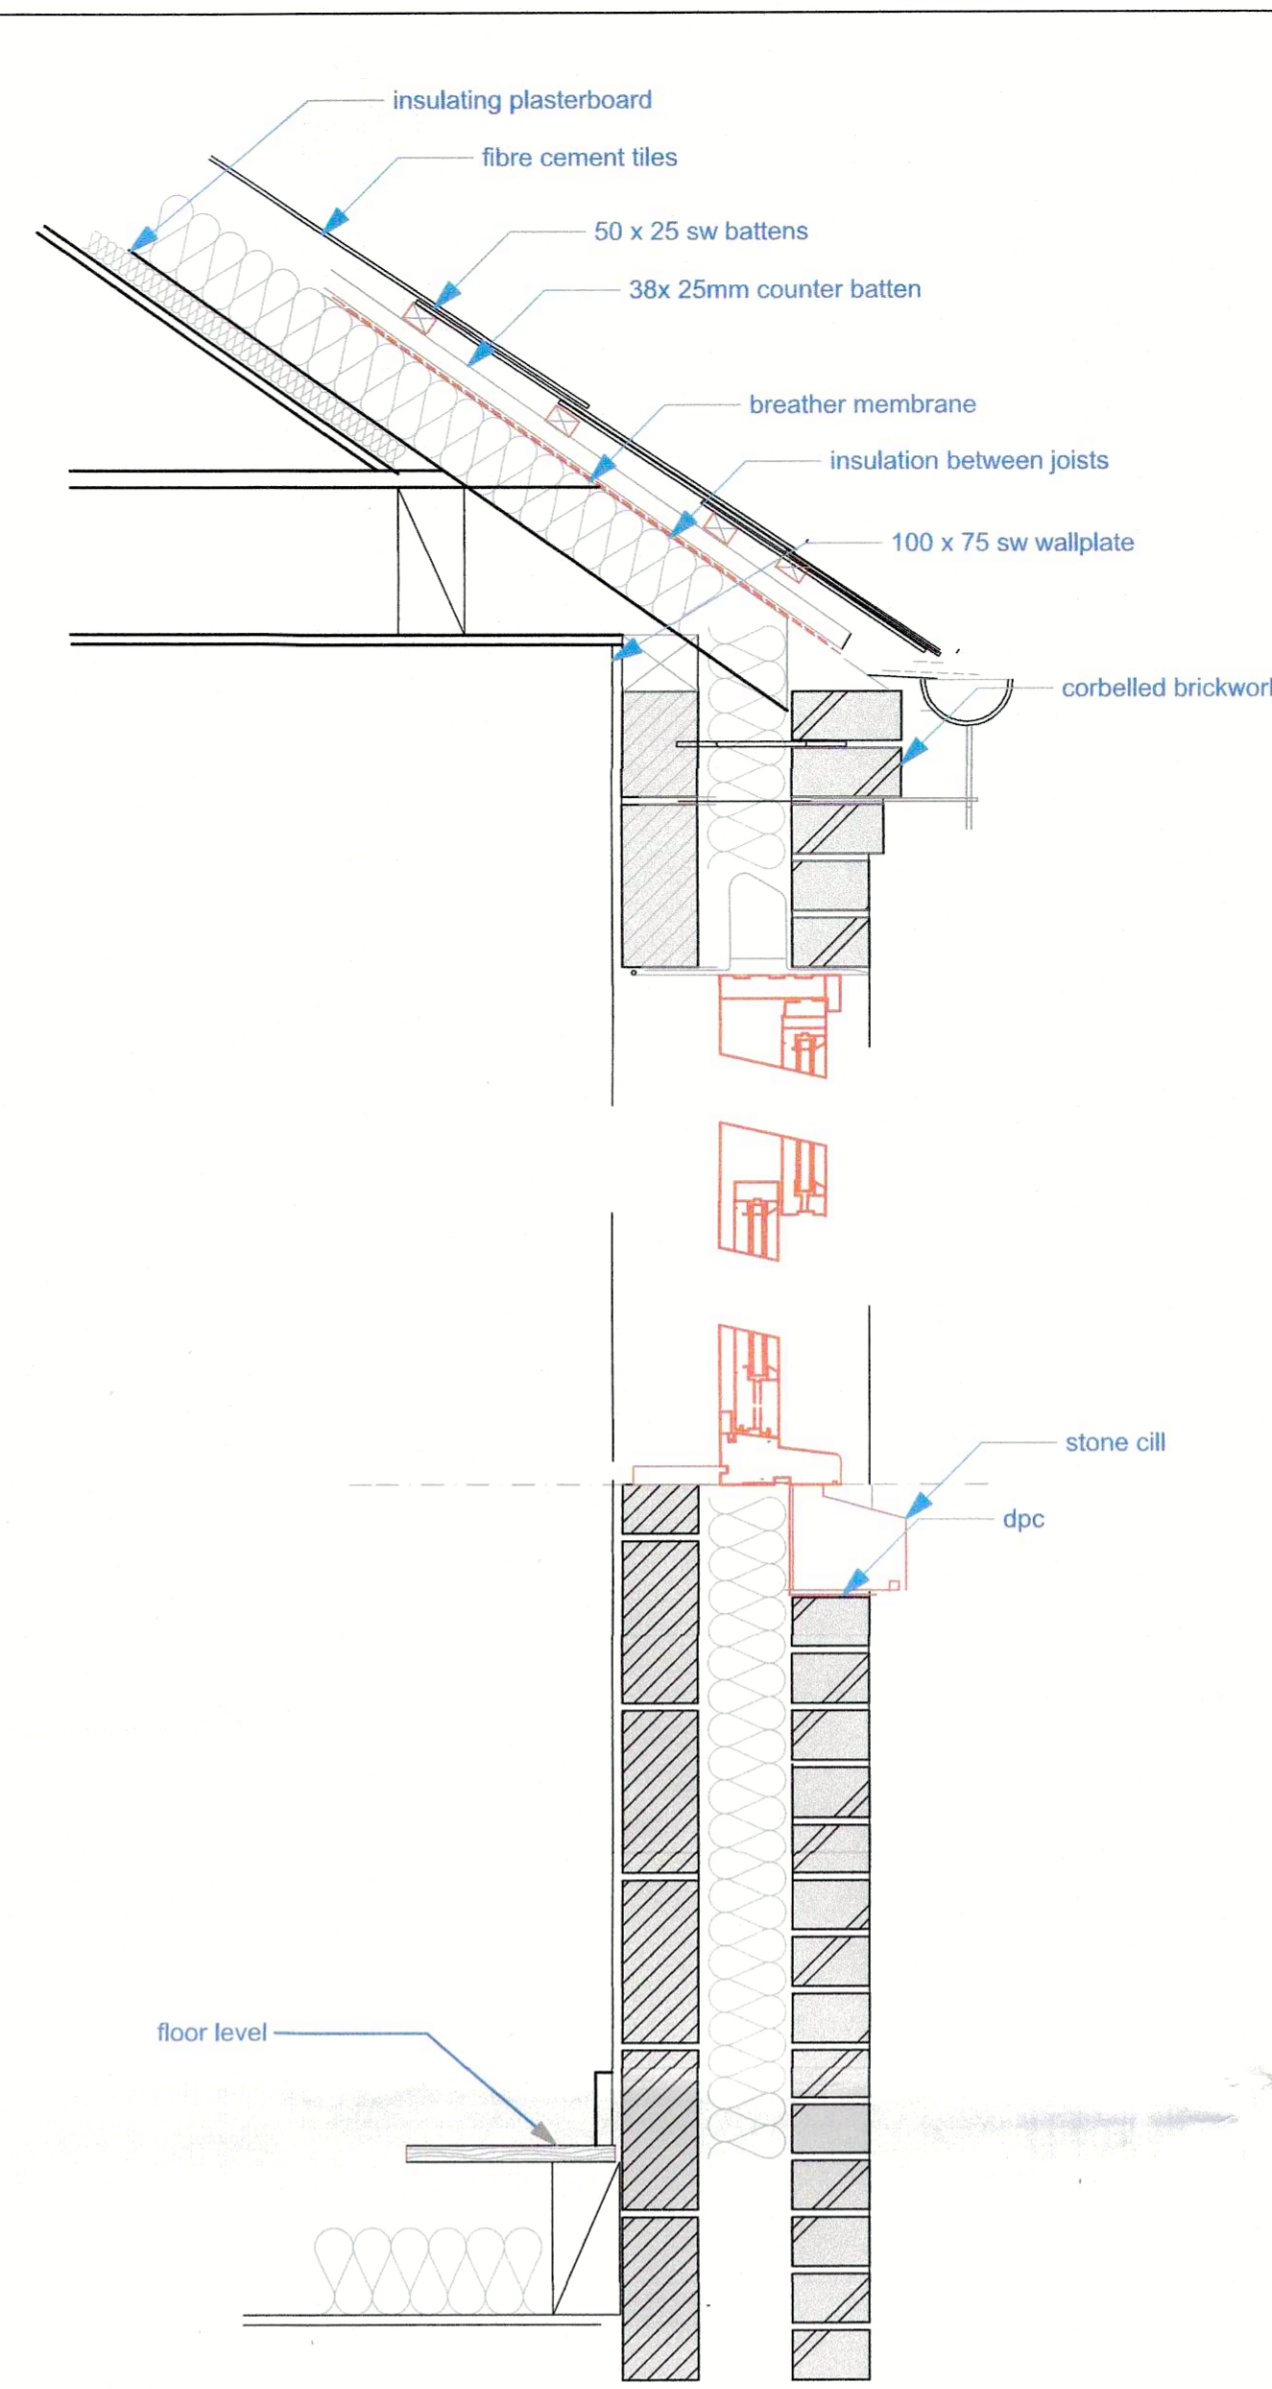 insulating plasterboard
fibre cement tiles
50 x 25 sw battens
38x 25mm counter batten
breather membrane
insulation between joists
100 x 75 sw wallplate
corbelled brickwork
stone cill
dpc
floor level